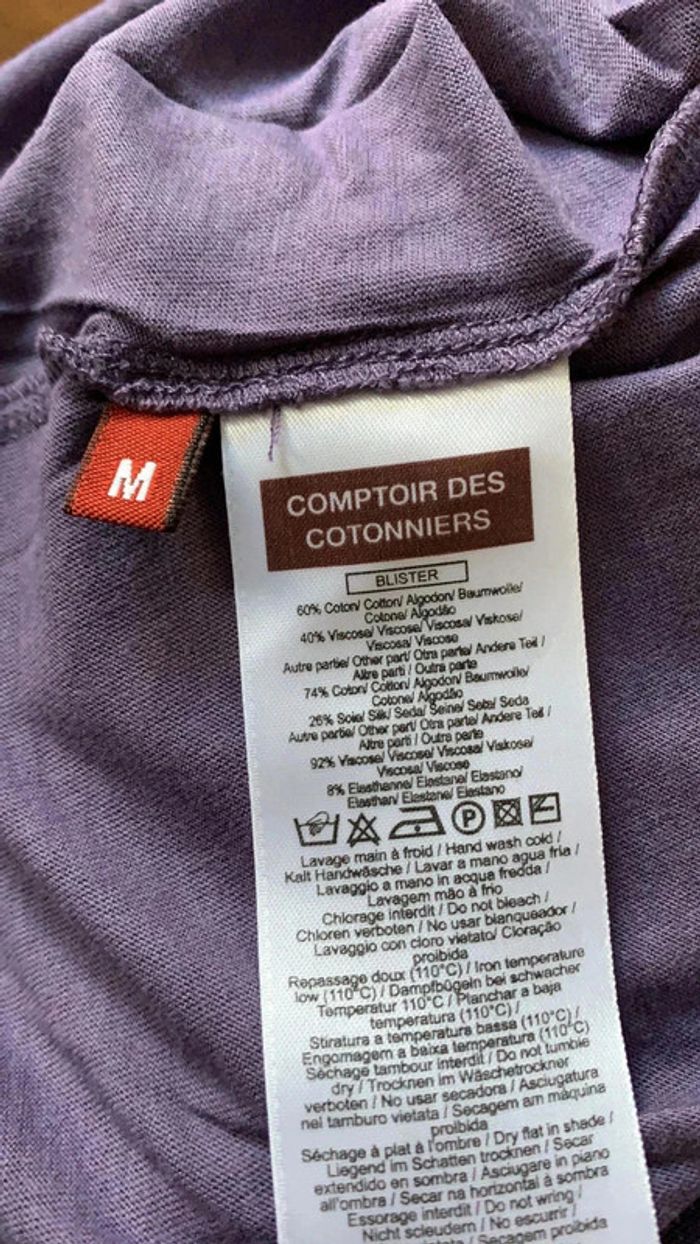 M
COMPTOIR DES
COTONNIERS
BLISTER
60% Coton/ Cotton/ Algodon/ Baumwolle/
Cotone/ Algodão
40% Viscose/ Viscose/ Viscosa/ Viskose/
Viscosa/ Viscose
Autre partie/ Other part/ Otra parte/ Andere Teil /
Altre parti / Outra parte
74% Coton/ Cotton/ Algodon/ Baumwolle/
Cotone/ Algodão
26% Soie/ Silk/ Seda/ Seine/ Seta/ Seda
Autre partie/ Other part/ Otra parte/ Andere Teil /
Altre parti / Outra parte
92% Viscose/ Viscose/ Viscosa/ Viskose/
Viscosa/ Viscose
8% Elasthanne/ Elastane/ Elastano/
Elasthan/ Elastane/ Elastano
P
Lavage main à froid / Hand wash cold /
Kalt Handwäsche / Lavar a mano agua fria /
Lavaggio a mano in acqua fredda /
Lavagem mão à frio
Chlorage interdit / Do not bleach /
Chloren verboten / No usar blanqueador /
Lavaggio con cloro vietato/ Cloração
proibida
Repassage doux (110°C) / Iron temperature
low (110°C) / Dampfbügeln bei schwacher
Temperatur 110°C / Planchar a baja
temperatura (110°C) /
Stiratura a temperatura bassa (110°C) /
Engomagem a baixa temperatura (110°C)
Séchage tambour interdit / Do not tumble
dry / Trocknen im Wäschetrockner
verboten / No usar secadora / Asciugatura
nel tamburo vietata / Secagem am máquina
proibida
Séchage à plat à l'ombre / Dry flat in shade /
Liegend im Schatten trocknen / Secar
extendido en sombra / Asciugare in piano
all'ombra / Secar na horizontal à sombra
Essorage interdit / Do not wring /
Nicht scleudern / No escurrir /
vietata / Secagem proibida